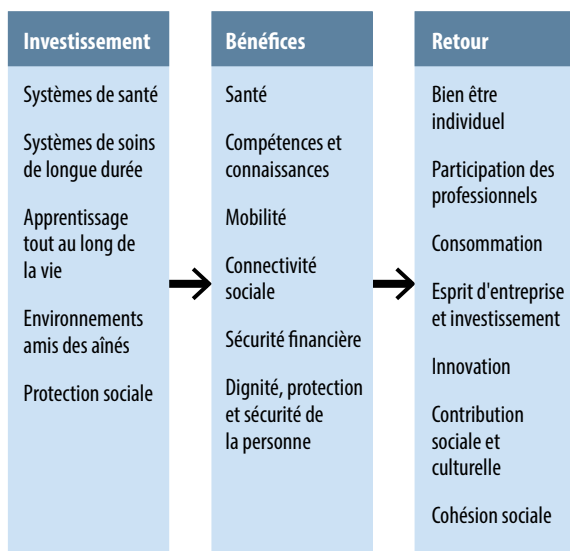 Investissement
Systèmes de santé
Systèmes de soins
de longue durée
Apprentissage
tout au long de
la vie
Environnements
amis des aînés
Protection sociale
Bénéfices
Santé
Compétences et
connaissances
Mobilité
Connectivité
sociale
Sécurité financière
Dignité, protection
et sécurité de
la personne
Retour
Bien être
individuel
Participation des
professionnels
Consommation
Esprit d'entreprise
et investissement
Innovation
Contribution
sociale et
culturelle
Cohésion sociale